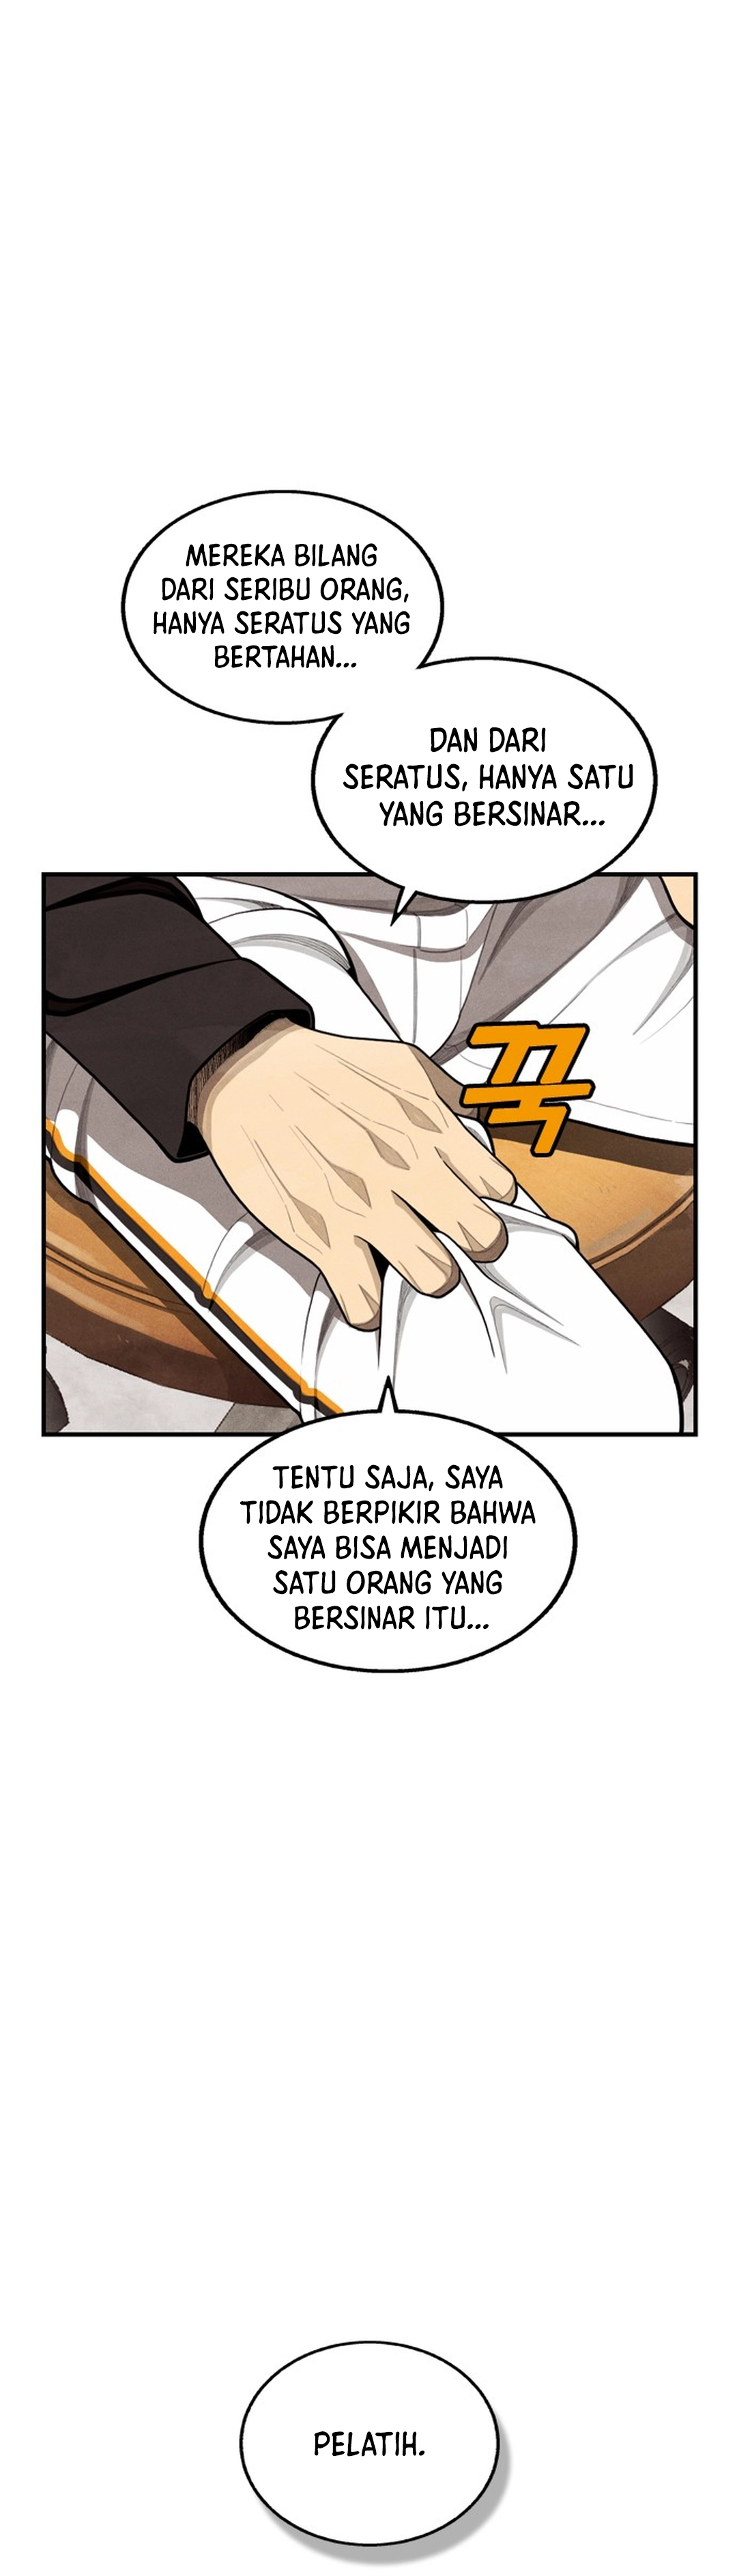 MEREKA BILANG
DARI SERIBU ORANG,
HANYA SERATUS YANG
BERTAHAN...
DAN DARI
SERATUS, HANYA SATU
YANG BERSINAR...
꾹
TENTU SAJA, SAYA
TIDAK BERPIKIR BAHWA
SAYA BISA MENJADI
SATU ORANG YANG
BERSINAR ITU...
PELATIH.